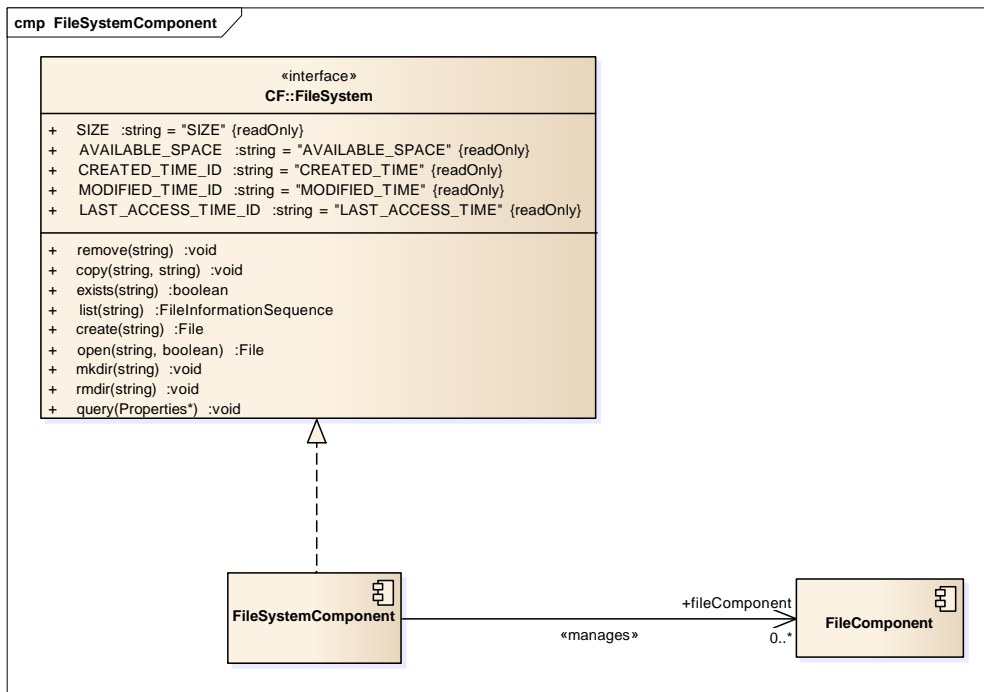 cmp FileSystemComponent
«interface»
CF::FileSystem
+ SIZE :string = "SIZE" {readOnly}
+ AVAILABLE_SPACE :string = "AVAILABLE_SPACE" {readOnly}
+ CREATED_TIME_ID :string = "CREATED_TIME" {readOnly}
+ MODIFIED_TIME_ID :string = "MODIFIED_TIME" {readOnly}
+ LAST_ACCESS_TIME_ID :string = "LAST_ACCESS_TIME" {readOnly}
+ remove(string) :void
+ copy(string, string) :void
+ exists(string) :boolean
+ list(string) :FileInformationSequence
+ create(string) :File
+ open(string, boolean) :File
+ mkdir(string) :void
+ rmdir(string) :void
+ query(Properties*) :void
FileSystemComponent
+fileComponent
«manages»
0..*
FileComponent